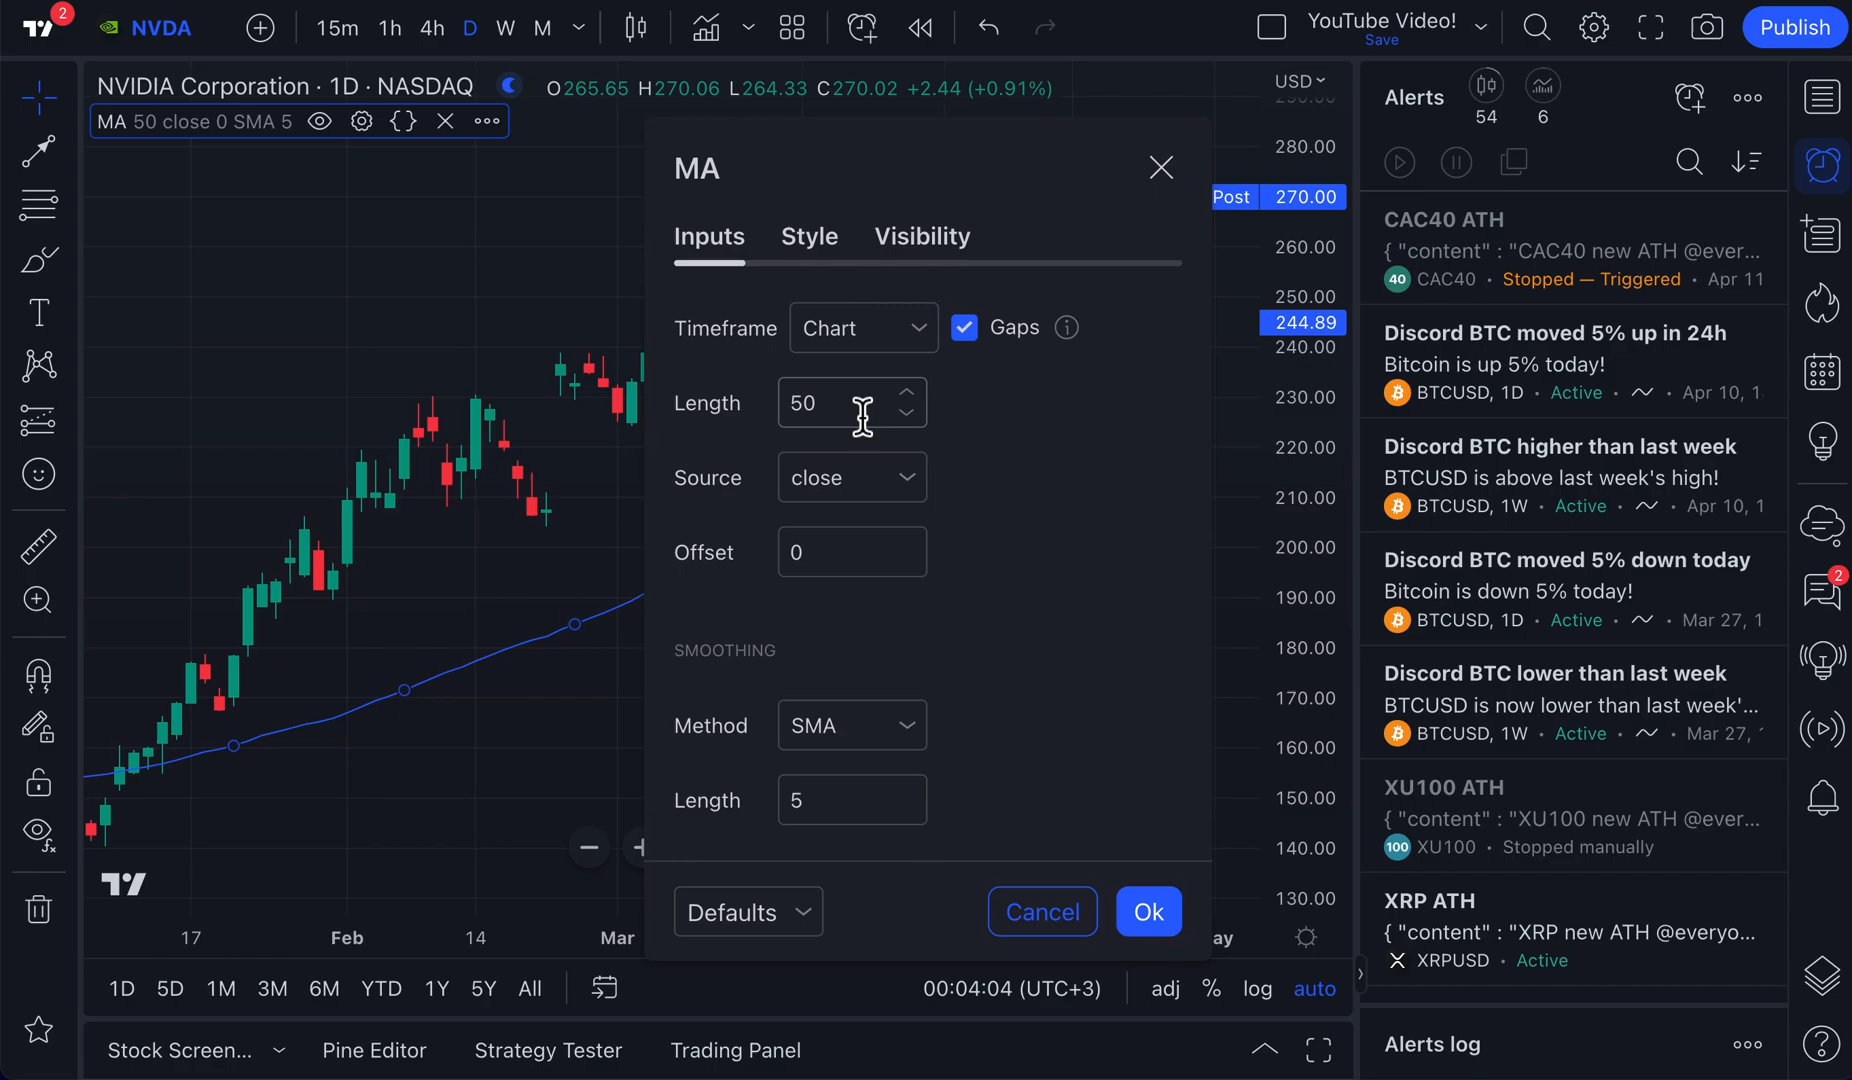 2
NVDA
15m 1h 4h D W M
YouTube Video!
Save
Publish
NVIDIA Corporation · 1D · NASDAQ
O265.65 H270.06 L264.33 C270.02 +2.44 (+0.91%)
MA 50 close 0 SMA 5
USD
280.00
Post 270.00
260.00
250.00
244.89
240.00
230.00
220.00
210.00
200.00
190.00
180.00
170.00
160.00
150.00
140.00
130.00
MA
Inputs Style Visibility
Timeframe Chart Gaps
Length 50
Source close
Offset 0
SMOOTHING
Method SMA
Length 5
Defaults Cancel Ok
17 Feb 14 Mar ay
1D 5D 1M 3M 6M YTD 1Y 5Y All
00:04:04 (UTC+3) adj % log auto
Stock Screen... Pine Editor Strategy Tester Trading Panel
Alerts
54
6
CAC40 ATH
{ "content" : "CAC40 new ATH @ever...
40 CAC40 · Stopped — Triggered · Apr 11
Discord BTC moved 5% up in 24h
Bitcoin is up 5% today!
BTCUSD, 1D · Active · Apr 10, 1
Discord BTC higher than last week
BTCUSD is above last week's high!
BTCUSD, 1W · Active · Apr 10, 1
Discord BTC moved 5% down today
Bitcoin is down 5% today!
BTCUSD, 1D · Active · Mar 27, 1
Discord BTC lower than last week
BTCUSD is now lower than last week'...
BTCUSD, 1W · Active · Mar 27,
XU100 ATH
{ "content" : "XU100 new ATH @ever...
100 XU100 · Stopped manually
XRP ATH
{ "content" : "XRP new ATH @everyo...
XRPUSD · Active
Alerts log
2